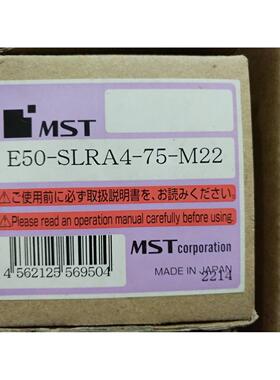 MST
E50-SLRA4-75-M22
⚠ご使用前に必ず取扱説明書を、お読みください。
⚠Please read an operation manual carefully before using.
MST corporation
4 562125 569504
MADE IN JAPAN
2214